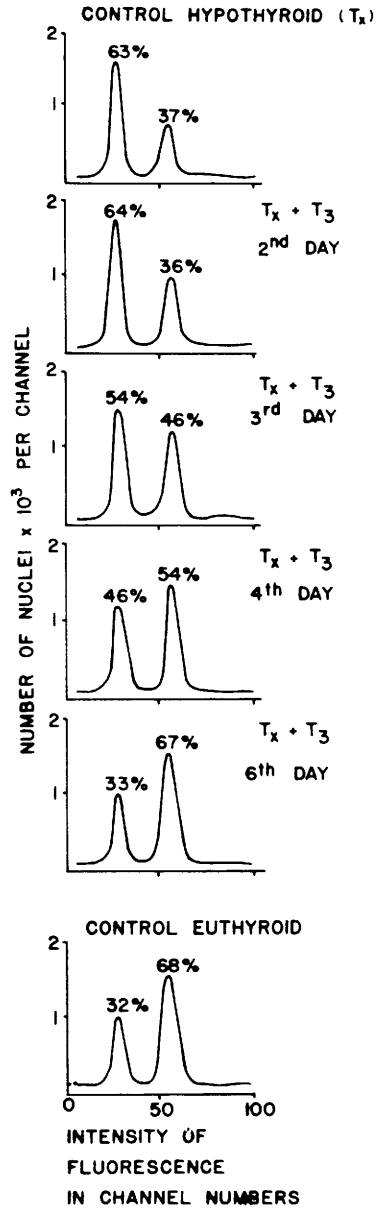 CONTROL HYPOTHYROID (Tx)
2
63%
37%
1
Tx + T3
2nd DAY
2
64%
36%
1
Tx + T3
3rd DAY
2
54%
46%
1
Tx + T3
4th DAY
2
46%
54%
1
Tx + T3
6th DAY
2
67%
33%
1
CONTROL EUTHYROID
2
68%
32%
1
0 50 100
NUMBER OF NUCLEI x 10³ PER CHANNEL
INTENSITY OF
FLUORESCENCE
IN CHANNEL NUMBERS